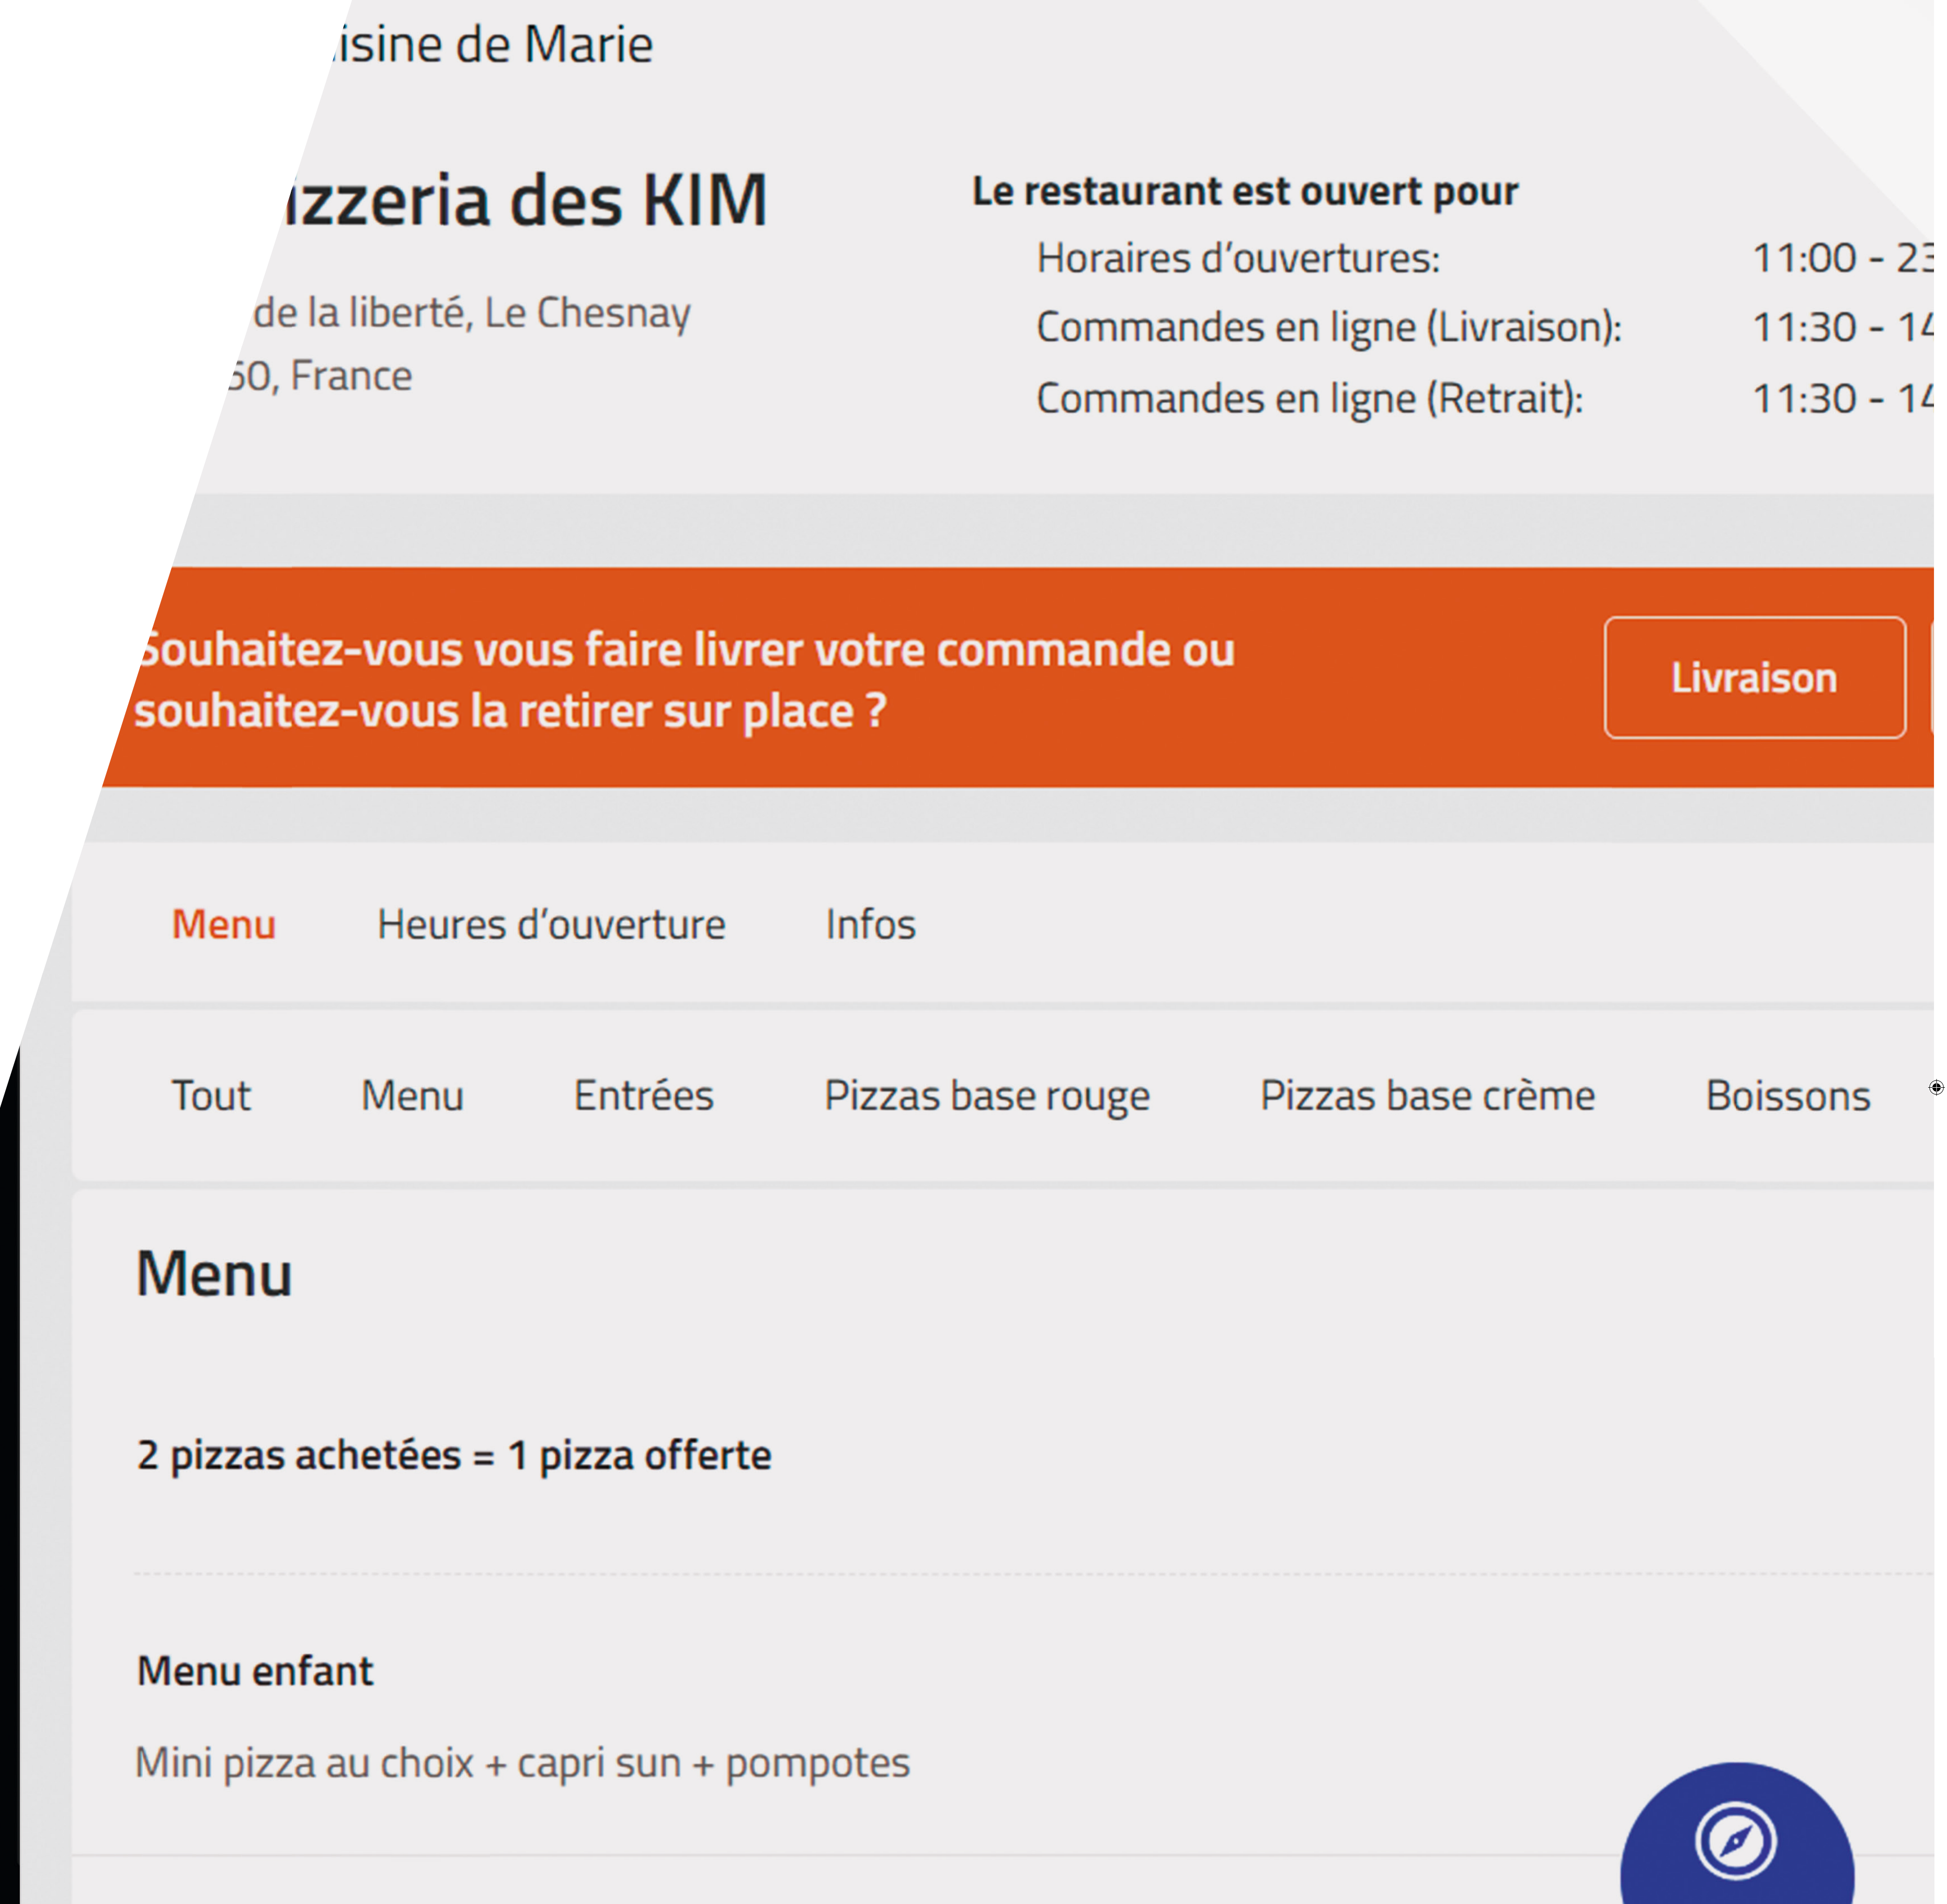 de Marie
des KIM
Le restaurant est ouvert pour
Horaires d’ouvertures: 11:00 -
de la liberté, Le Chesnay
Commandes en ligne (Livraison): 11:30 -
France
Commandes en ligne (Retrait): 11:30 -
Souhaitez-vous vous faire livrer votre commande ou
souhaitez-vous la retirer sur place ?
Livraison
Menu Heures d’ouverture Infos
Tout Menu Entrées Pizzas base rouge Pizzas base crème Boissons
Menu
2 pizzas achetées = 1 pizza offerte
Menu enfant
Mini pizza au choix + capri sun + pompotes